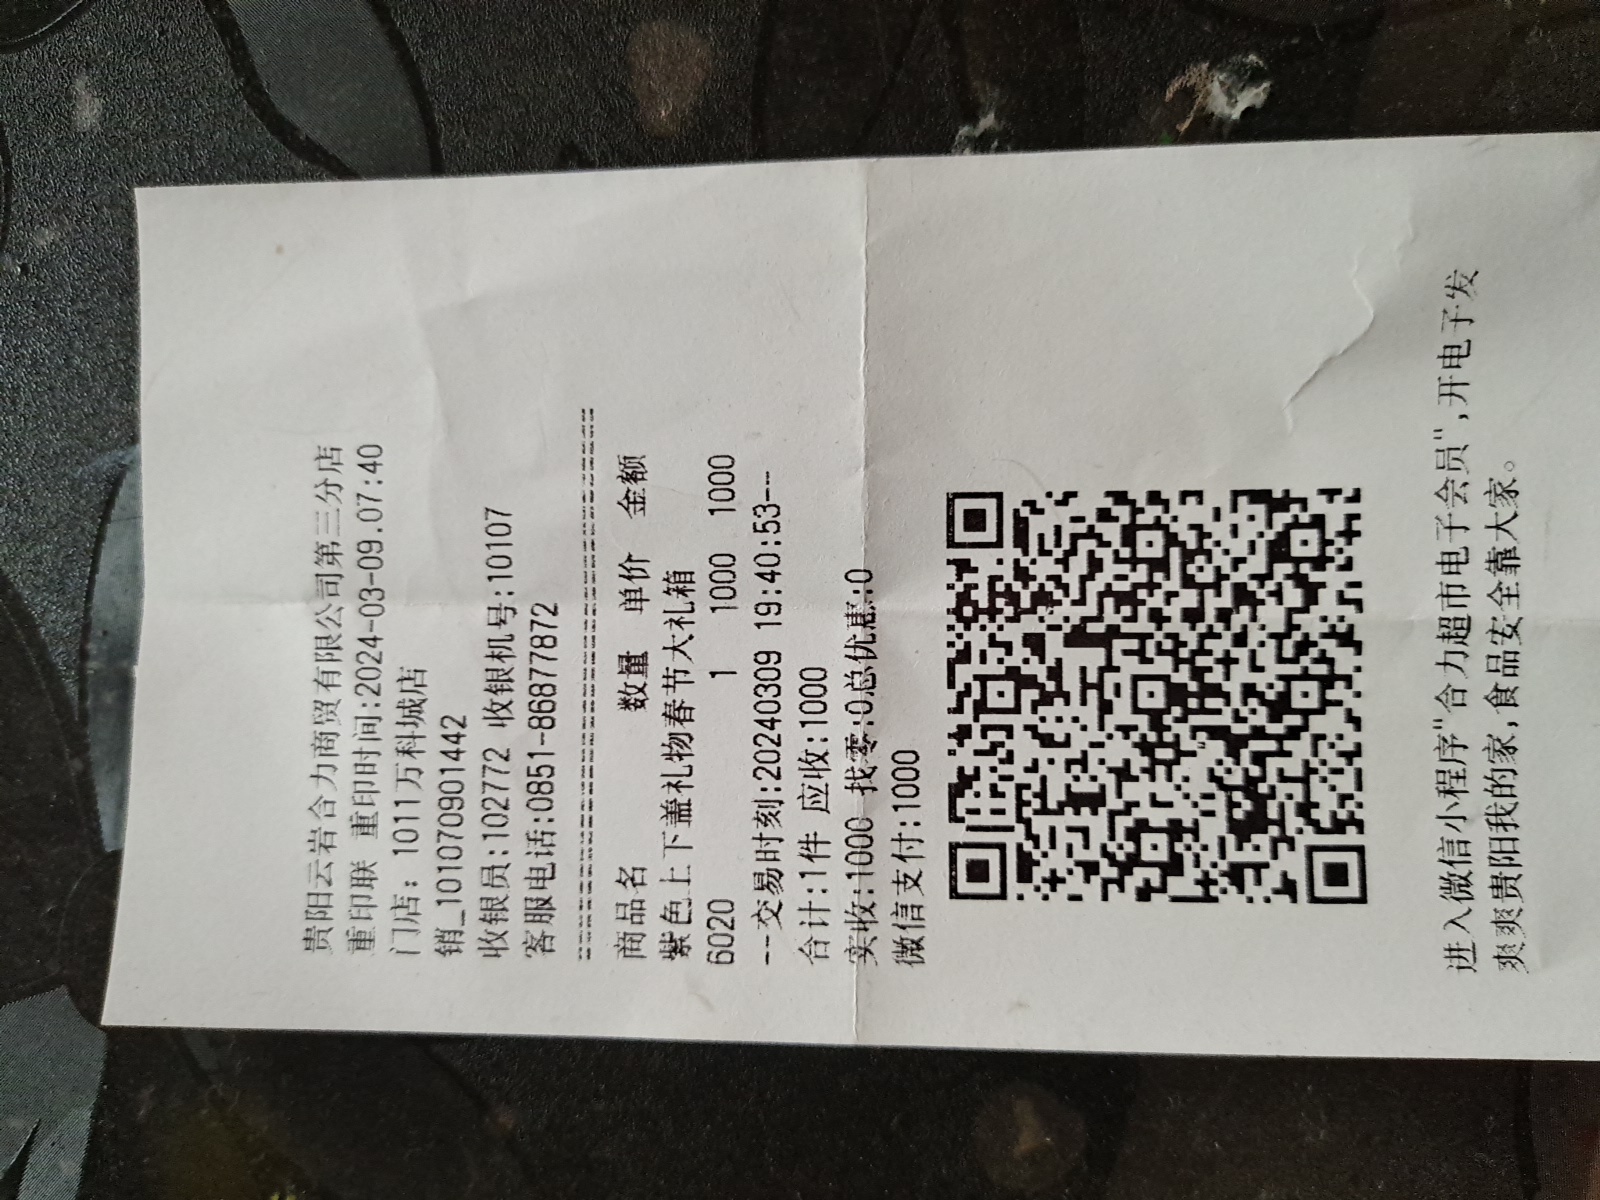 贵阳云岩合力商贸有限公司第三分店
重印联 重印时间:2024-03-09.07:40
门店: 1011万科城店
销_101070901442
收银员:102772 收银机号:10107
客服电话:0851-86877872
商品名 数量 单价 金额
紫色上下盖礼物春节大礼箱
6020 1 1000 1000
--交易时刻:20240309 19:40:53--
合计:1件 应收:1000
实收:1000 找零:0总优惠:0
微信支付:1000
进入微信小程序"合力超市电子会员",开电子发
爽爽贵阳我的家,食品安全靠大家。